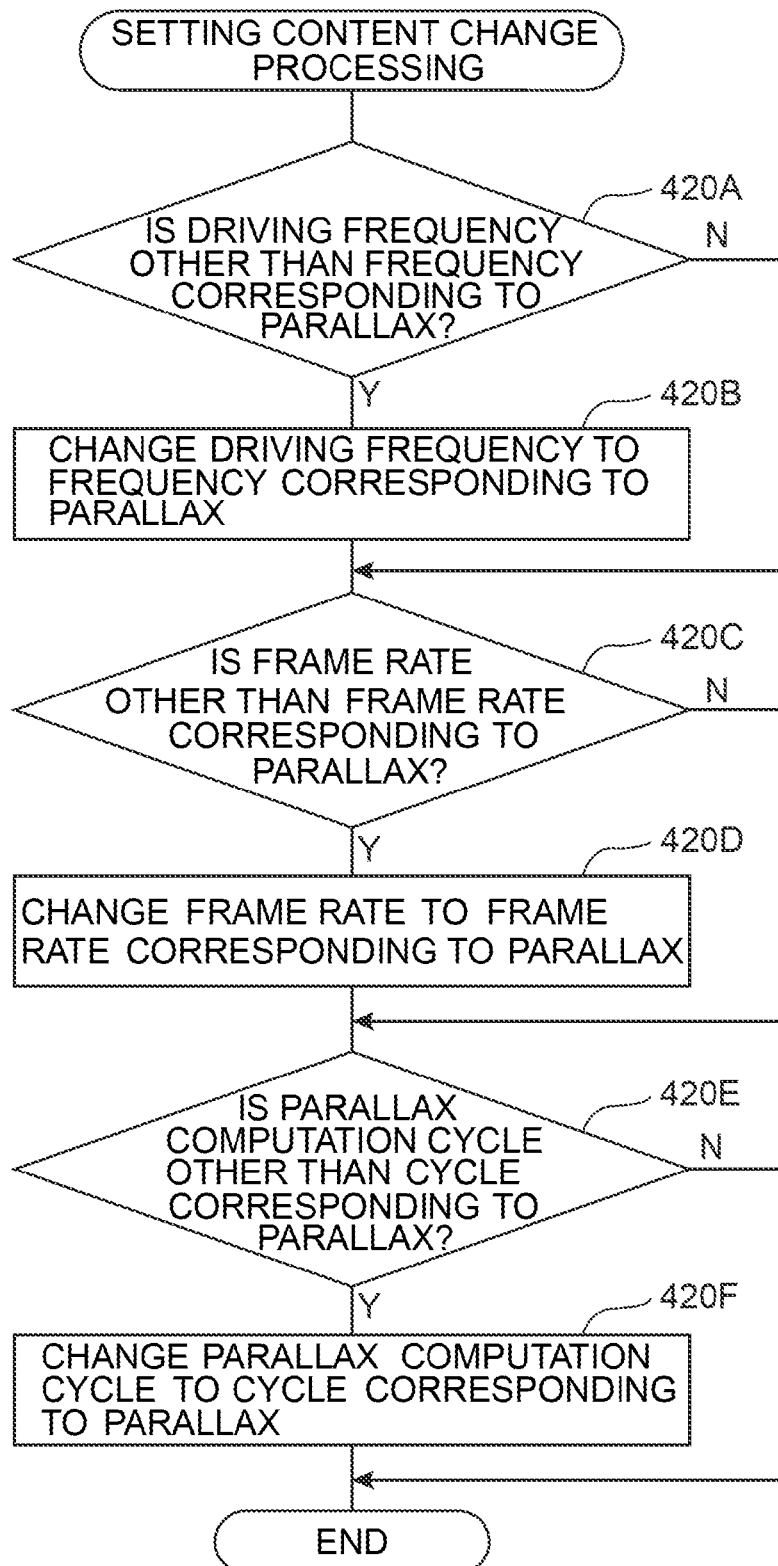 SETTING CONTENT CHANGE
PROCESSING
420A
IS DRIVING FREQUENCY
OTHER THAN FREQUENCY
CORRESPONDING TO
PARALLAX?
N
Y
420B
CHANGE DRIVING FREQUENCY TO
FREQUENCY CORRESPONDING TO
PARALLAX
420C
IS FRAME RATE
OTHER THAN FRAME RATE
CORRESPONDING TO
PARALLAX?
N
Y
420D
CHANGE FRAME RATE TO FRAME
RATE CORRESPONDING TO PARALLAX
420E
IS PARALLAX
COMPUTATION CYCLE
OTHER THAN CYCLE
CORRESPONDING TO
PARALLAX?
N
Y
420F
CHANGE PARALLAX COMPUTATION
CYCLE TO CYCLE CORRESPONDING
TO PARALLAX
END